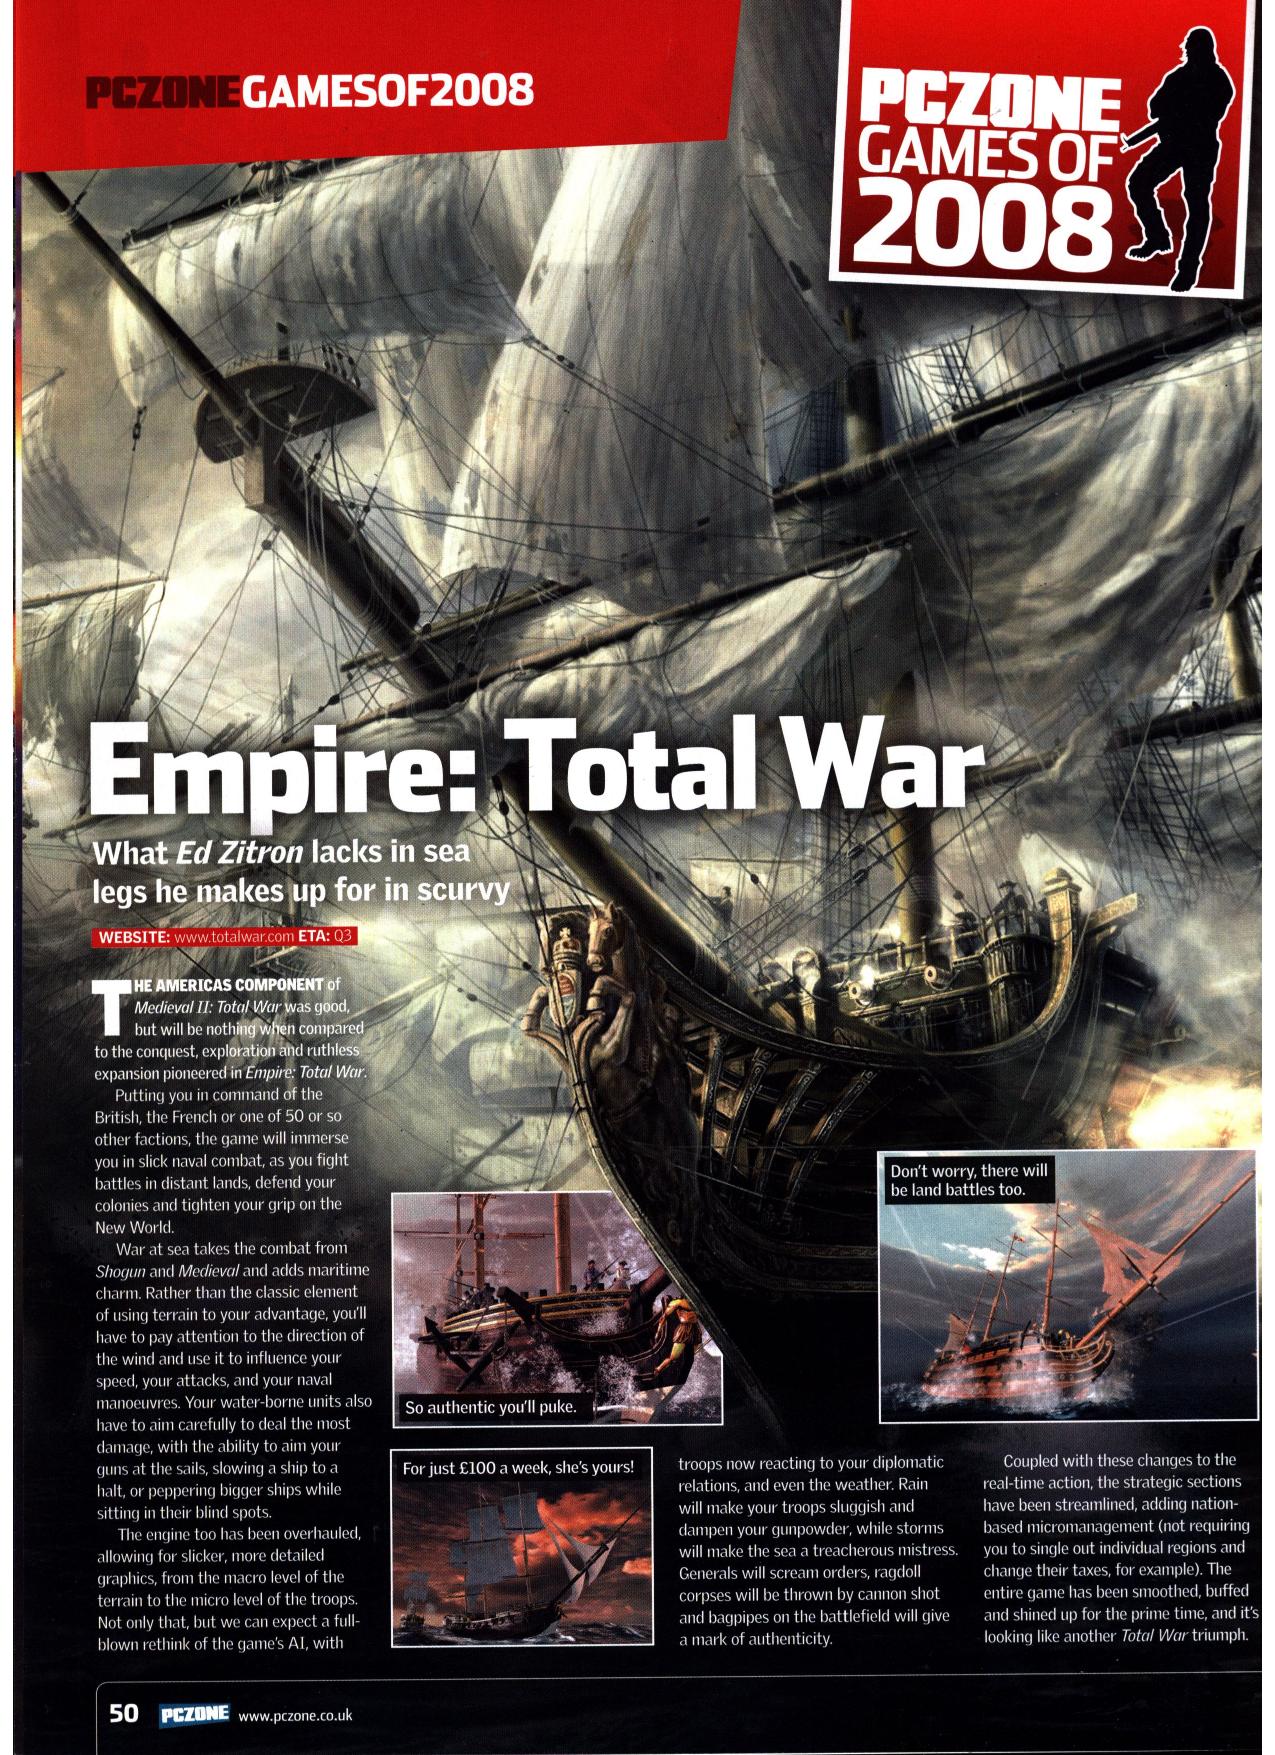 PCZONEGAMESOF2008
PCZONE
GAMES OF
2008
Empire: Total War
What Ed Zitron lacks in sea
legs he makes up for in scurvy
WEBSITE: www.totalwar.com ETA: Q3
THE AMERICAS COMPONENT of
Medieval II: Total War was good,
but will be nothing when compared
to the conquest, exploration and ruthless
expansion pioneered in Empire: Total War.
Putting you in command of the
British, the French or one of 50 or so
other factions, the game will immerse
you in slick naval combat, as you fight
battles in distant lands, defend your
colonies and tighten your grip on the
New World.
War at sea takes the combat from
Shogun and Medieval and adds maritime
charm. Rather than the classic element
of using terrain to your advantage, you'll
have to pay attention to the direction of
the wind and use it to influence your
speed, your attacks, and your naval
manoeuvres. Your water-borne units also
have to aim carefully to deal the most
damage, with the ability to aim your
guns at the sails, slowing a ship to a
halt, or peppering bigger ships while
sitting in their blind spots.
The engine too has been overhauled,
allowing for slicker, more detailed
graphics, from the macro level of the
terrain to the micro level of the troops.
Not only that, but we can expect a full-
blown rethink of the game's AI, with
So authentic you'll puke.
Don't worry, there will
be land battles too.
For just £100 a week, she's yours!
troops now reacting to your diplomatic
relations, and even the weather. Rain
will make your troops sluggish and
dampen your gunpowder, while storms
will make the sea a treacherous mistress.
Generals will scream orders, ragdoll
corpses will be thrown by cannon shot
and bagpipes on the battlefield will give
a mark of authenticity.
Coupled with these changes to the
real-time action, the strategic sections
have been streamlined, adding nation-
based micromanagement (not requiring
you to single out individual regions and
change their taxes, for example). The
entire game has been smoothed, buffed
and shined up for the prime time, and it's
looking like another Total War triumph.
50 PCZONE www.pczone.co.uk